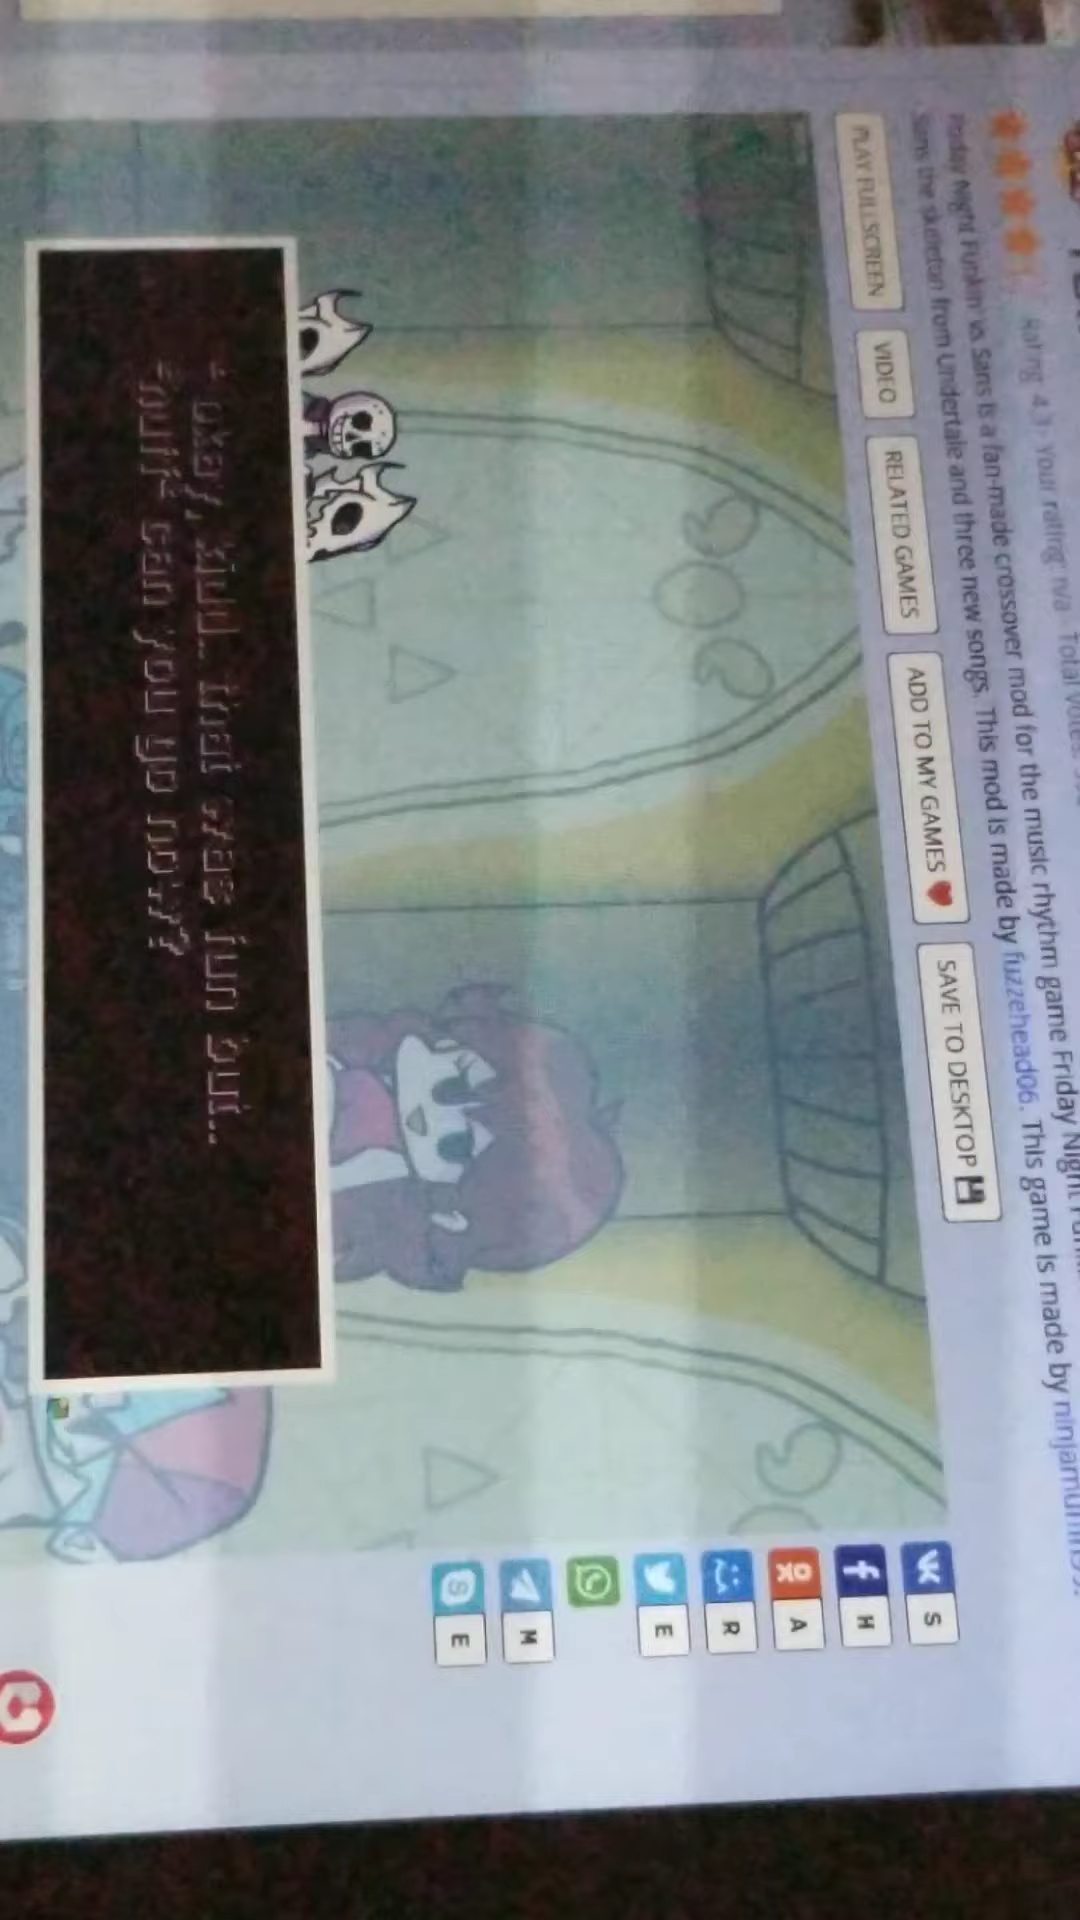 Rating: 4.3 · Your rating: n/a · Total votes:
Friday Night Funkin' vs Sans is a fan-made crossover mod for the music rhythm game Friday Night
Sans the skeleton from Undertale and three new songs. This mod is made by fuzzehead06. This game is made by
PLAY FULLSCREEN
VIDEO
RELATED GAMES
ADD TO MY GAMES
SAVE TO DESKTOP
* okay, kid... that was fun but...
* butt can you go now?
S
H
A
R
E
M
E